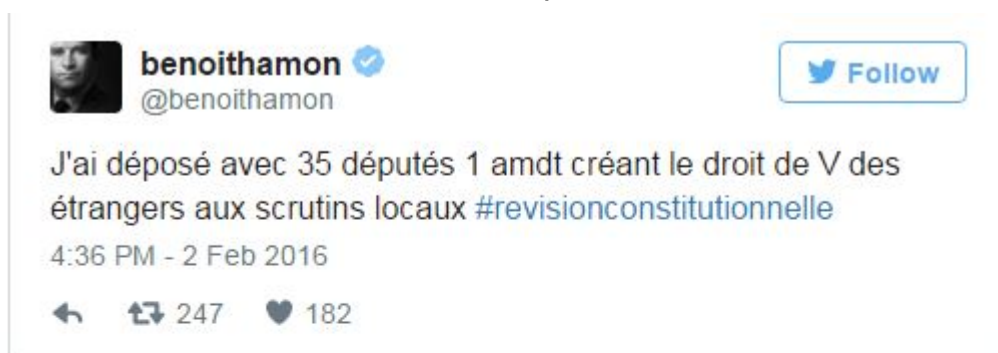 benoithamon
@benoithamon
Follow
J'ai déposé avec 35 députés 1 amdt créant le droit de V des
étrangers aux scrutins locaux #revisionconstitutionnelle
4:36 PM - 2 Feb 2016
247 182